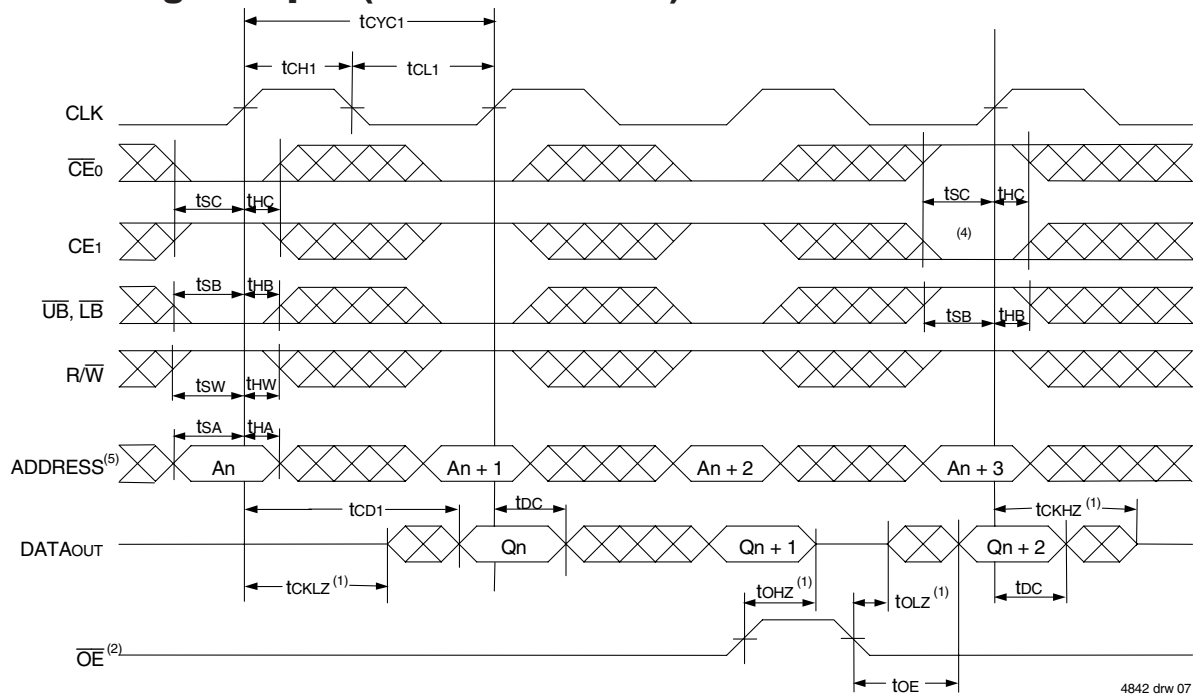 tCYC1
tCH1 tCL1
CLK
CE0
tSC tHC tSC tHC
CE1 (4)
tSB tHB
UB, LB
tSB tHB
R/W
tSW tHW
tSA tHA
ADDRESS(5) An An + 1 An + 2 An + 3
tCD1 tDC tCKHZ (1)
DATAOUT Qn Qn + 1 Qn + 2
tCKLZ (1) tOHZ (1) tOLZ (1) tDC
OE (2)
tOE
4842 drw 07